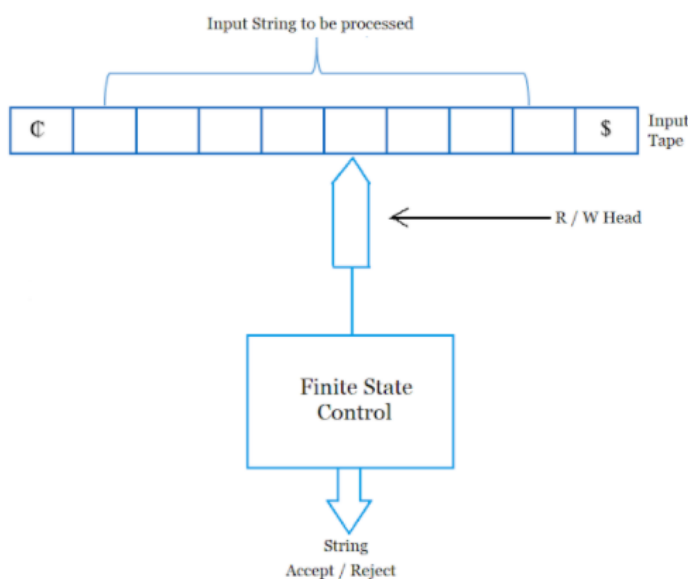 Input String to be processed
₵ $
Input
Tape
R / W Head
Finite State
Control
String
Accept / Reject